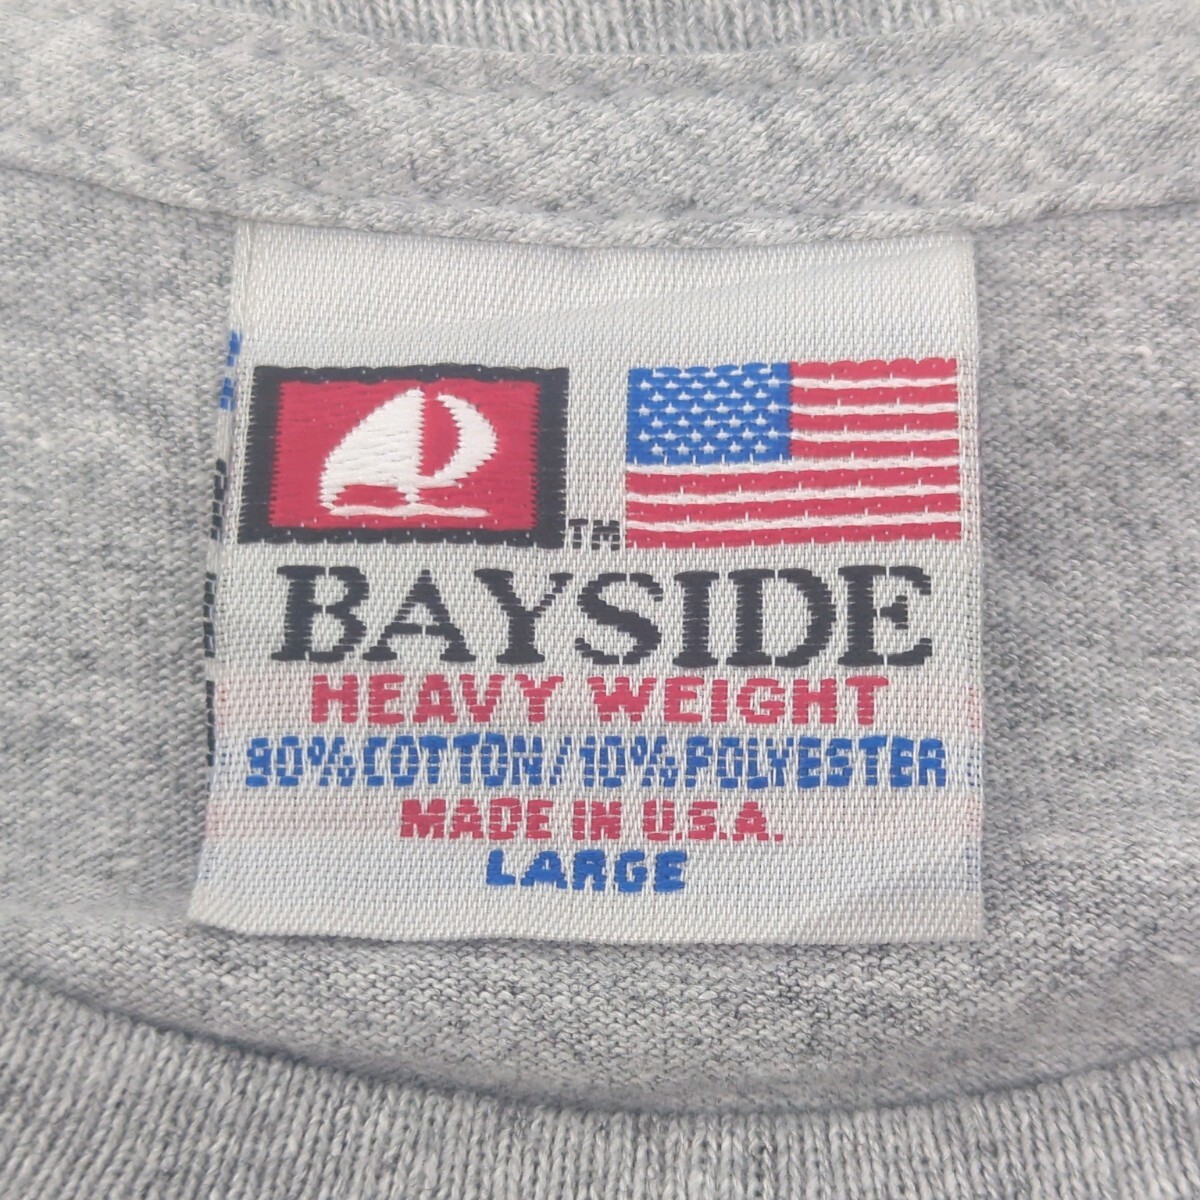 TM
BAYSIDE
HEAVY WEIGHT
90% COTTON/10% POLYESTER
MADE IN U.S.A.
LARGE